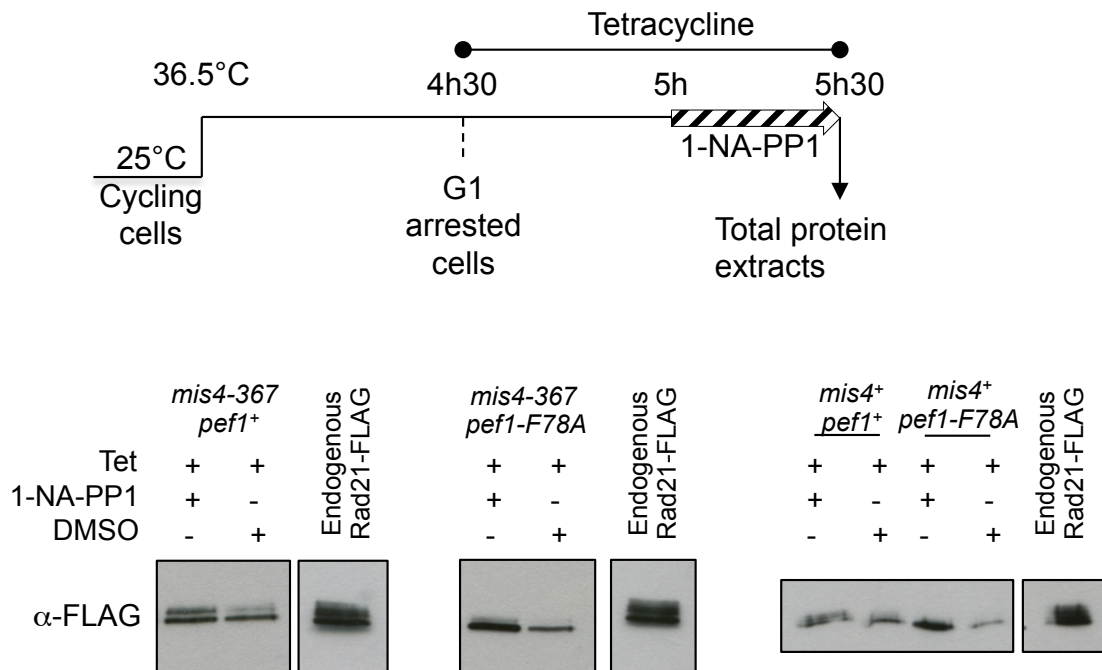 Tetracycline
36.5°C
4h30
5h
5h30
25°C
1-NA-PP1
Cycling
cells
G1
arrested
cells
Total protein
extracts
mis4-367
pef1+
Endogenous
Rad21-FLAG
mis4-367
pef1-F78A
Endogenous
Rad21-FLAG
mis4+
pef1+
mis4+
pef1-F78A
Endogenous
Rad21-FLAG
Tet + + + + + + + +
1-NA-PP1 + - + - + - + -
DMSO - + - + - + - +
α-FLAG